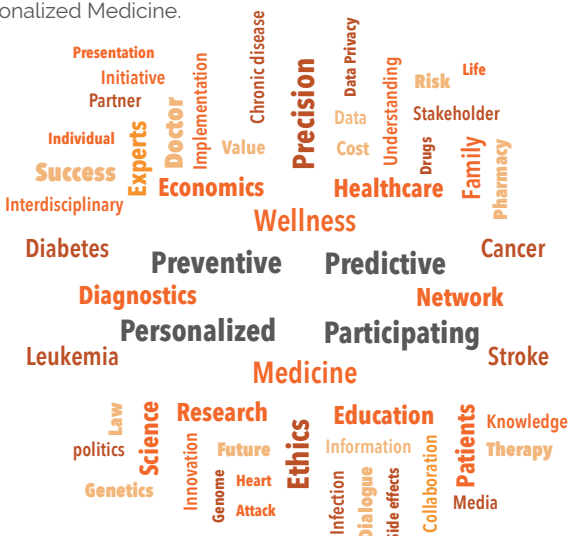 onalized Medicine.
Presentation
Initiative
Partner
Individual
Success
Interdisciplinary
Experts
Doctor
Implementation
Value
Chronic disease
Precision
Data Privacy
Data
Cost
Understanding
Risk
Life
Stakeholder
Drugs
Family
Pharmacy
Economics
Healthcare
Wellness
Diabetes
Cancer
Preventive
Predictive
Diagnostics
Network
Personalized
Participating
Leukemia
Stroke
Medicine
Law
politics
Science
Genetics
Research
Innovation
Future
Genome
Heart
Attack
Ethics
Education
Information
Infection
Dialogue
Side effects
Collaboration
Patients
Knowledge
Therapy
Media